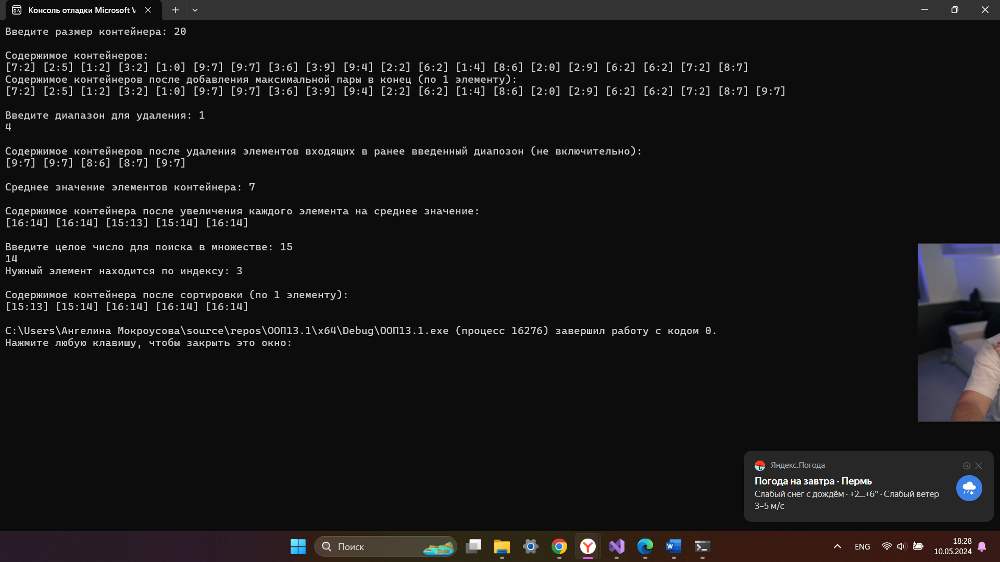 Консоль отладки Microsoft V
Введите размер контейнера: 20
Содержимое контейнеров:
[7:2] [2:5] [1:2] [3:2] [1:0] [9:7] [9:7] [3:6] [3:9] [9:4] [2:2] [6:2] [1:4] [8:6] [2:0] [2:9] [6:2] [6:2] [7:2] [8:7]
Содержимое контейнеров после добавления максимальной пары в конец (по 1 элементу):
[7:2] [2:5] [1:2] [3:2] [1:0] [9:7] [9:7] [3:6] [3:9] [9:4] [2:2] [6:2] [1:4] [8:6] [2:0] [2:9] [6:2] [6:2] [7:2] [8:7] [9:7]
Введите диапазон для удаления: 1
4
Содержимое контейнеров после удаления элементов входящих в ранее введенный диапозон (не включительно):
[9:7] [9:7] [8:6] [8:7] [9:7]
Среднее значение элементов контейнера: 7
Содержимое контейнера после увеличения каждого элемента на среднее значение:
[16:14] [16:14] [15:13] [15:14] [16:14]
Введите целое число для поиска в множестве: 15
14
Нужный элемент находится по индексу: 3
Содержимое контейнера после сортировки (по 1 элементу):
[15:13] [15:14] [16:14] [16:14] [16:14]
C:\Users\Ангелина Мокроусова\source\repos\ООП13.1\x64\Debug\ООП13.1.exe (процесс 16276) завершил работу с кодом 0.
Нажмите любую клавишу, чтобы закрыть это окно:
Яндекс.Погода
Погода на завтра · Пермь
Слабый снег с дождём · +2...+6° · Слабый ветер
3–5 м/с
Поиск
ENG
18:28
10.05.2024